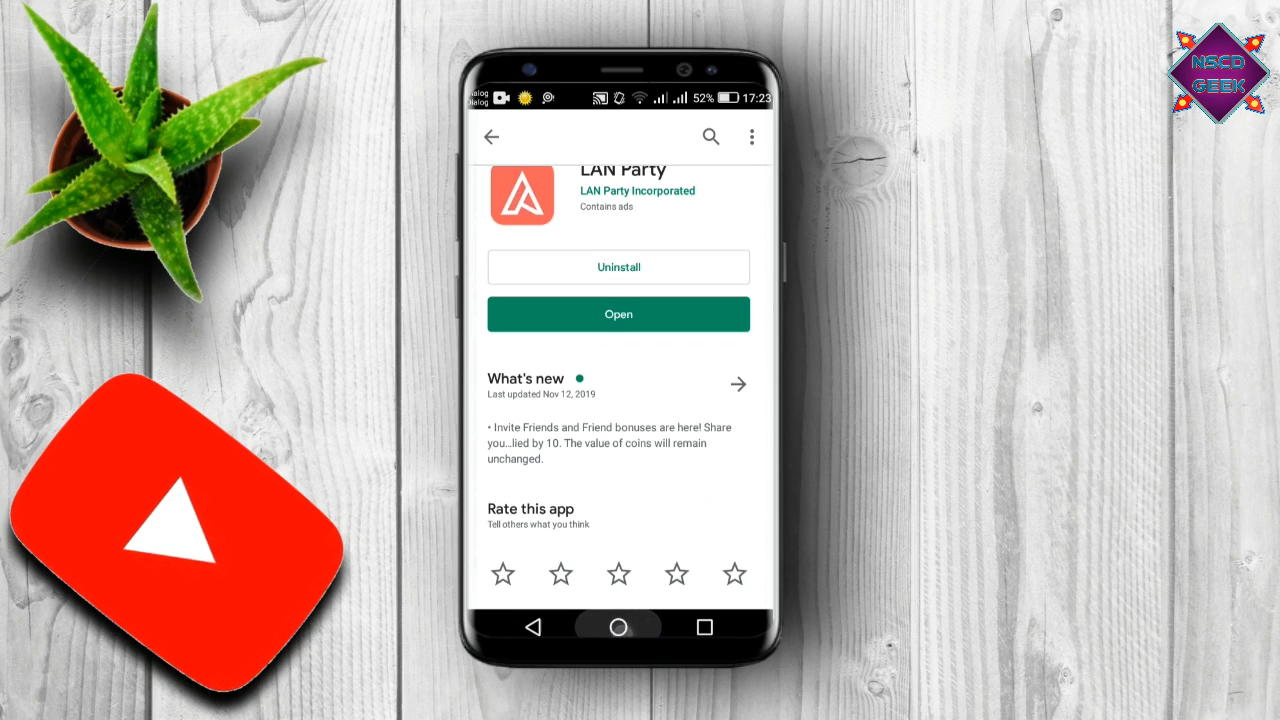 NSCD
GEEK
ialog
Dialog
52%
17:23
LAN Party
LAN Party Incorporated
Contains ads
Uninstall
Open
What's new
Last updated Nov 12, 2019
• Invite Friends and Friend bonuses are here! Share
you...lied by 10. The value of coins will remain
unchanged.
Rate this app
Tell others what you think